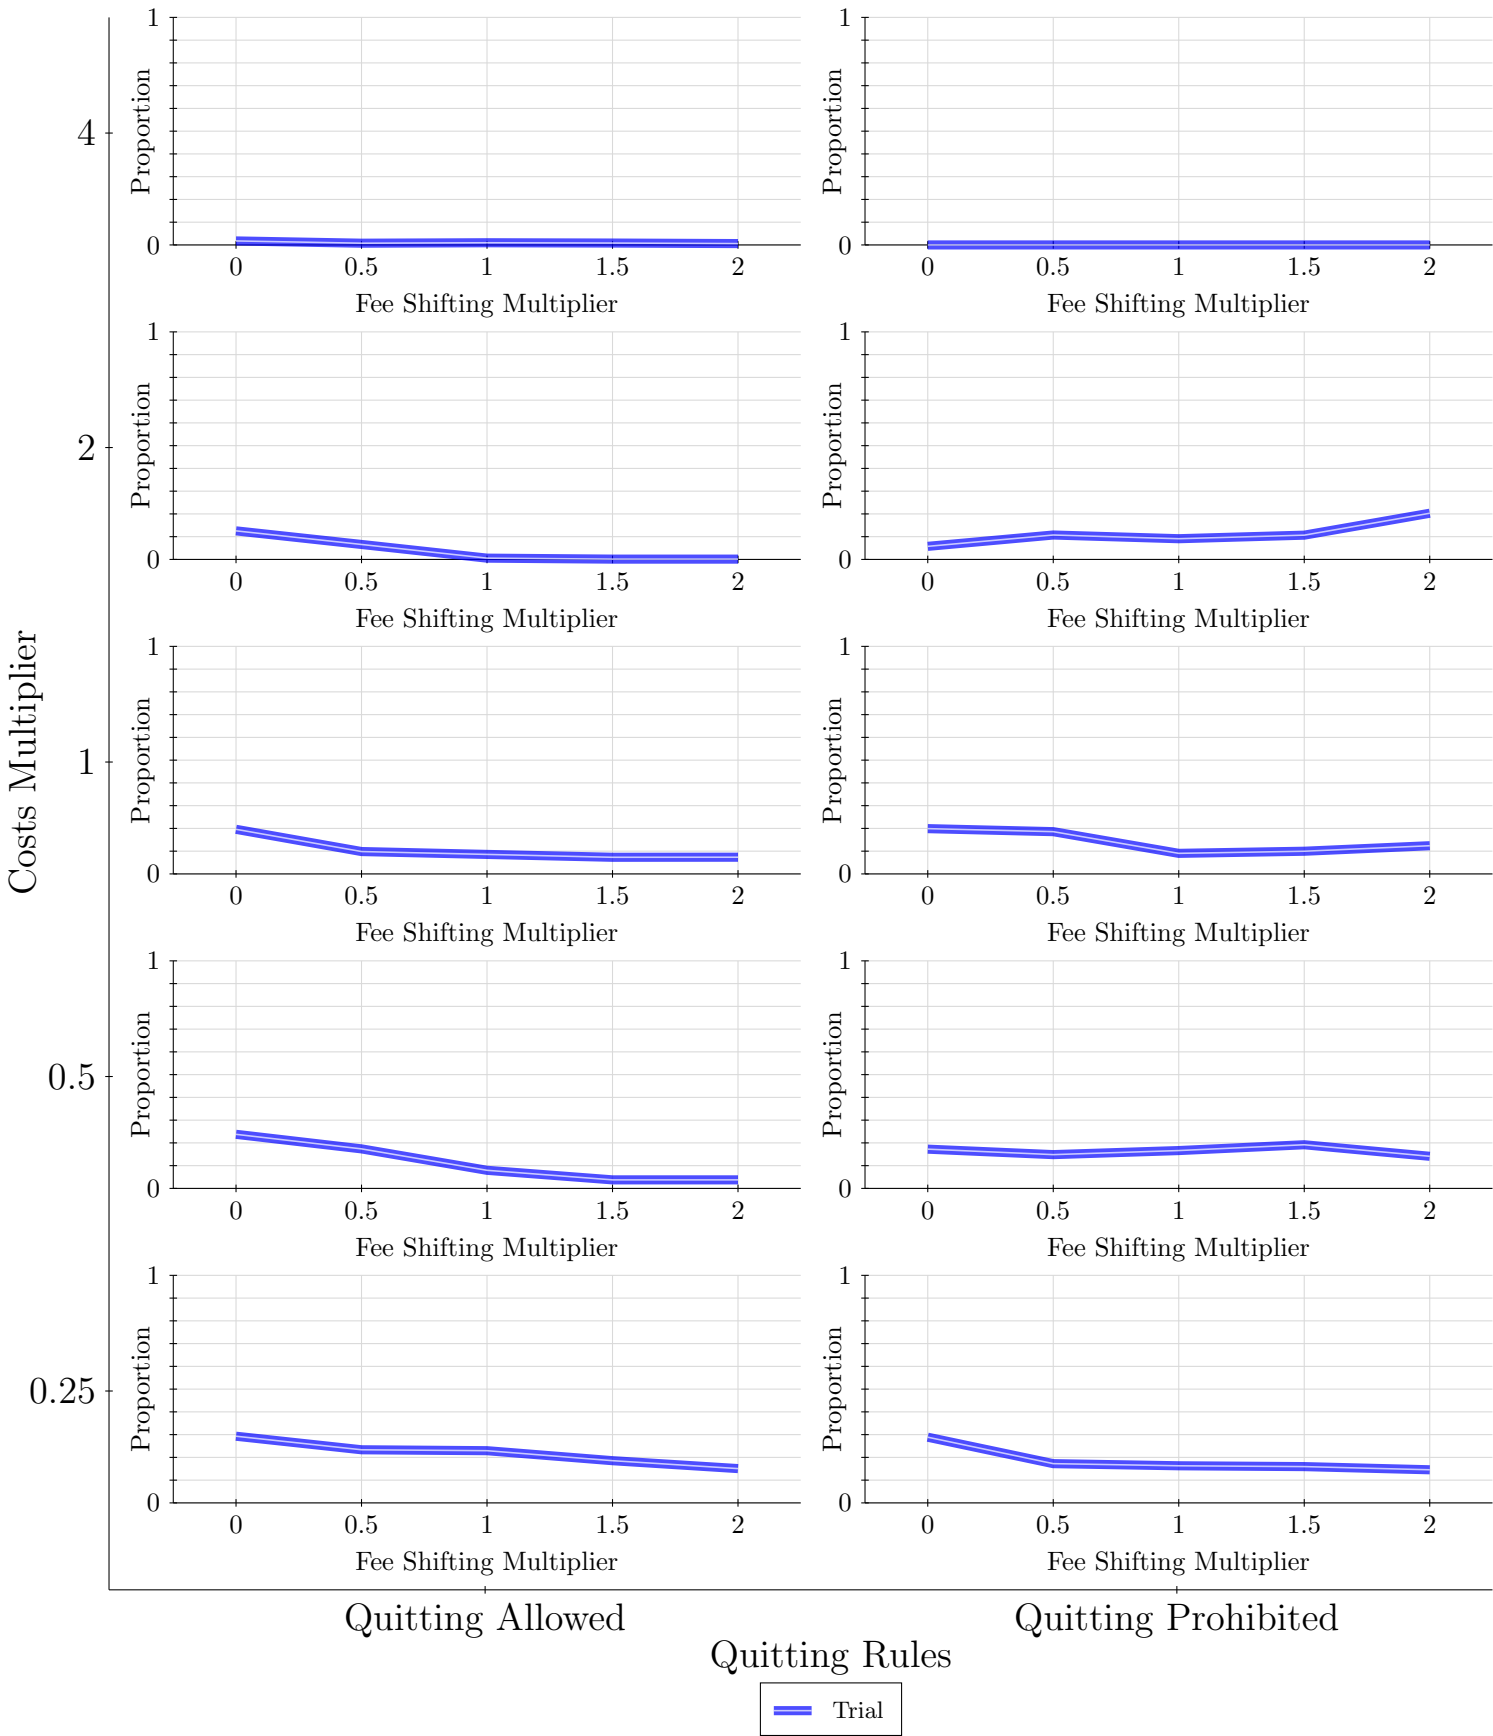 1
Proportion
0
0 0.5 1 1.5 2
Fee Shifting Multiplier
1
Proportion
0
0 0.5 1 1.5 2
Fee Shifting Multiplier
4
1
Proportion
0
0 0.5 1 1.5 2
Fee Shifting Multiplier
1
Proportion
0
0 0.5 1 1.5 2
Fee Shifting Multiplier
2
1
Proportion
0
0 0.5 1 1.5 2
Fee Shifting Multiplier
1
Proportion
0
0 0.5 1 1.5 2
Fee Shifting Multiplier
1
Costs Multiplier
1
Proportion
0
0 0.5 1 1.5 2
Fee Shifting Multiplier
1
Proportion
0
0 0.5 1 1.5 2
Fee Shifting Multiplier
0.5
1
Proportion
0
0 0.5 1 1.5 2
Fee Shifting Multiplier
1
Proportion
0
0 0.5 1 1.5 2
Fee Shifting Multiplier
0.25
Quitting Allowed
Quitting Prohibited
Quitting Rules
Trial